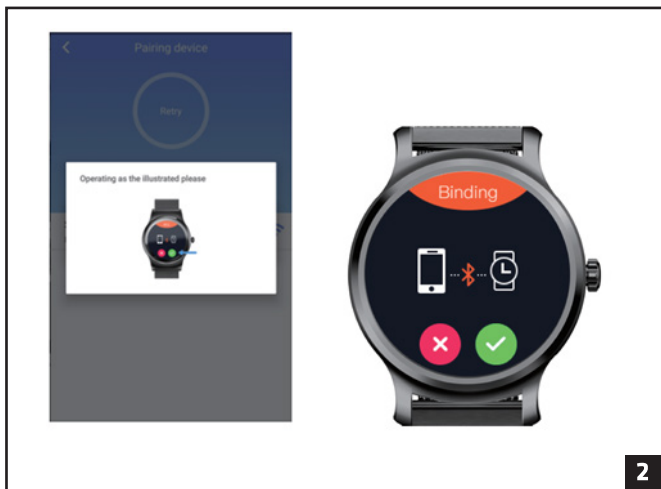 Pairing device
Retry
Operating as the illustrated please
Binding
2